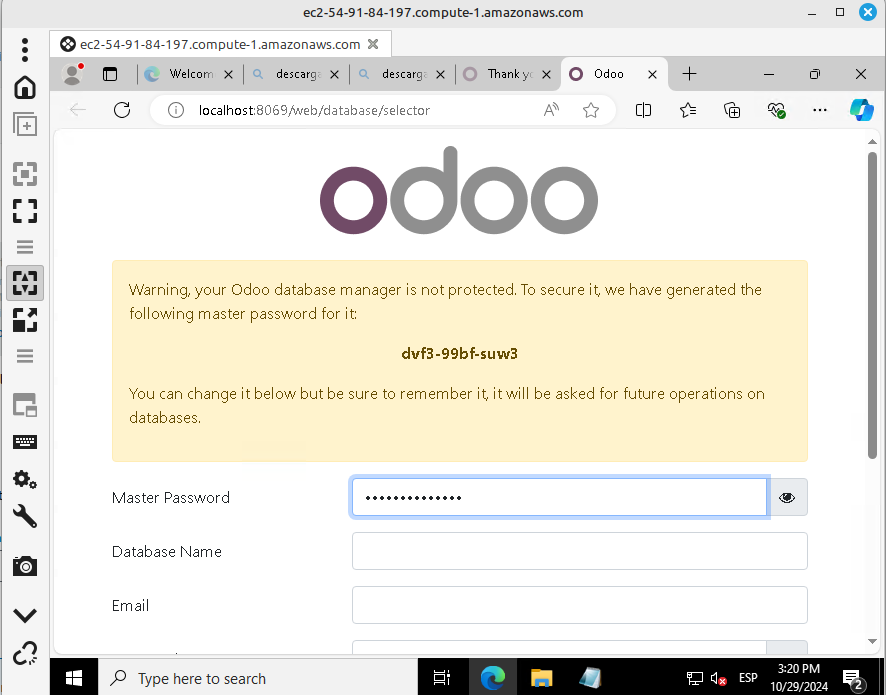 ec2-54-91-84-197.compute-1.amazonaws.com
ec2-54-91-84-197.compute-1.amazonaws.com
Welcom
descarga
descarga
Thank yo
Odoo
localhost:8069/web/database/selector
odoo
Warning, your Odoo database manager is not protected. To secure it, we have generated the
following master password for it:
dvf3-99bf-suw3
You can change it below but be sure to remember it, it will be asked for future operations on
databases.
Master Password
Database Name
Email
Type here to search
ESP
3:20 PM
10/29/2024
2